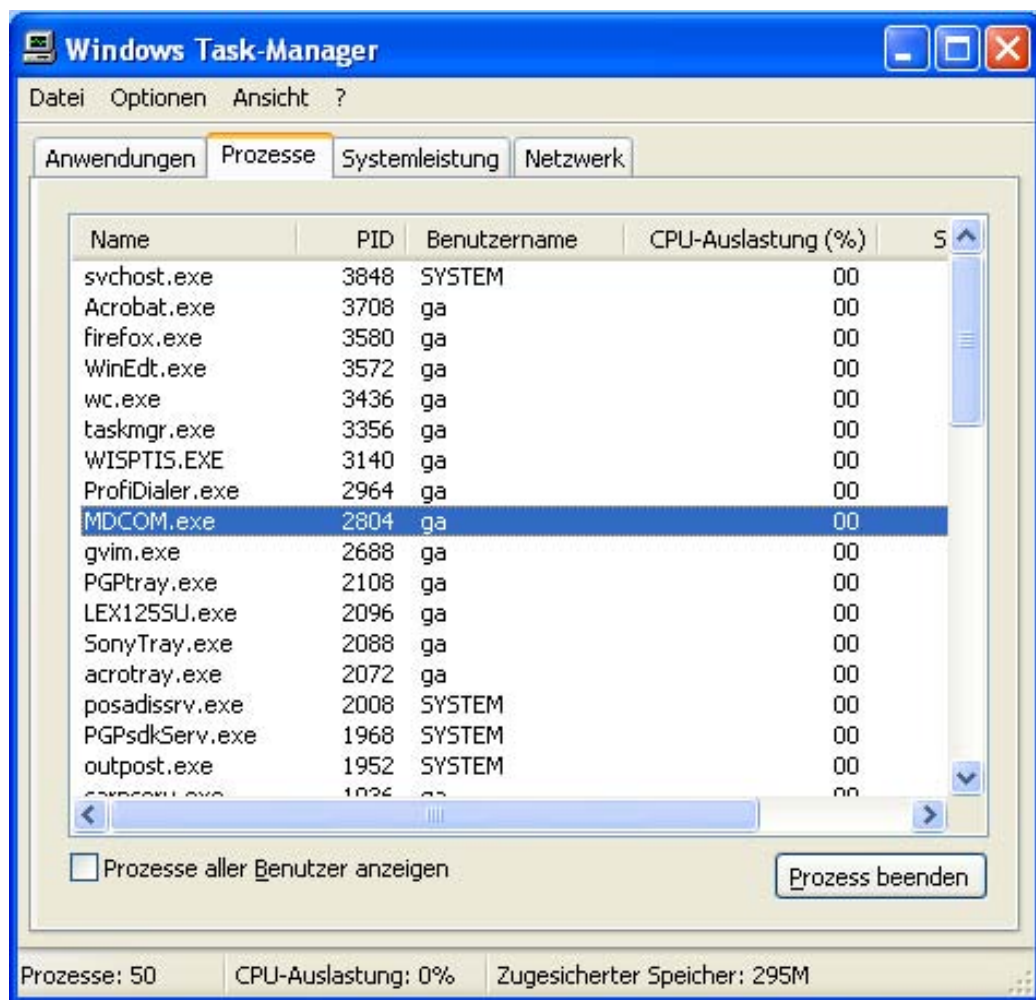 Windows Task-Manager
Datei Optionen Ansicht ?
Anwendungen Prozesse Systemleistung Netzwerk
Name PID Benutzername CPU-Auslastung (%) S
svchost.exe 3848 SYSTEM 00
Acrobat.exe 3708 ga 00
firefox.exe 3580 ga 00
WinEdt.exe 3572 ga 00
wc.exe 3436 ga 00
taskmgr.exe 3356 ga 00
WISPTIS.EXE 3140 ga 00
ProfiDialer.exe 2964 ga 00
MDCOM.exe 2804 ga 00
gvim.exe 2688 ga 00
PGPtray.exe 2108 ga 00
LEX125SU.exe 2096 ga 00
SonyTray.exe 2088 ga 00
acrotray.exe 2072 ga 00
posadissrv.exe 2008 SYSTEM 00
PGPsdkServ.exe 1968 SYSTEM 00
outpost.exe 1952 SYSTEM 00
Prozesse aller Benutzer anzeigen
Prozess beenden
Prozesse: 50 CPU-Auslastung: 0% Zugesicherter Speicher: 295M